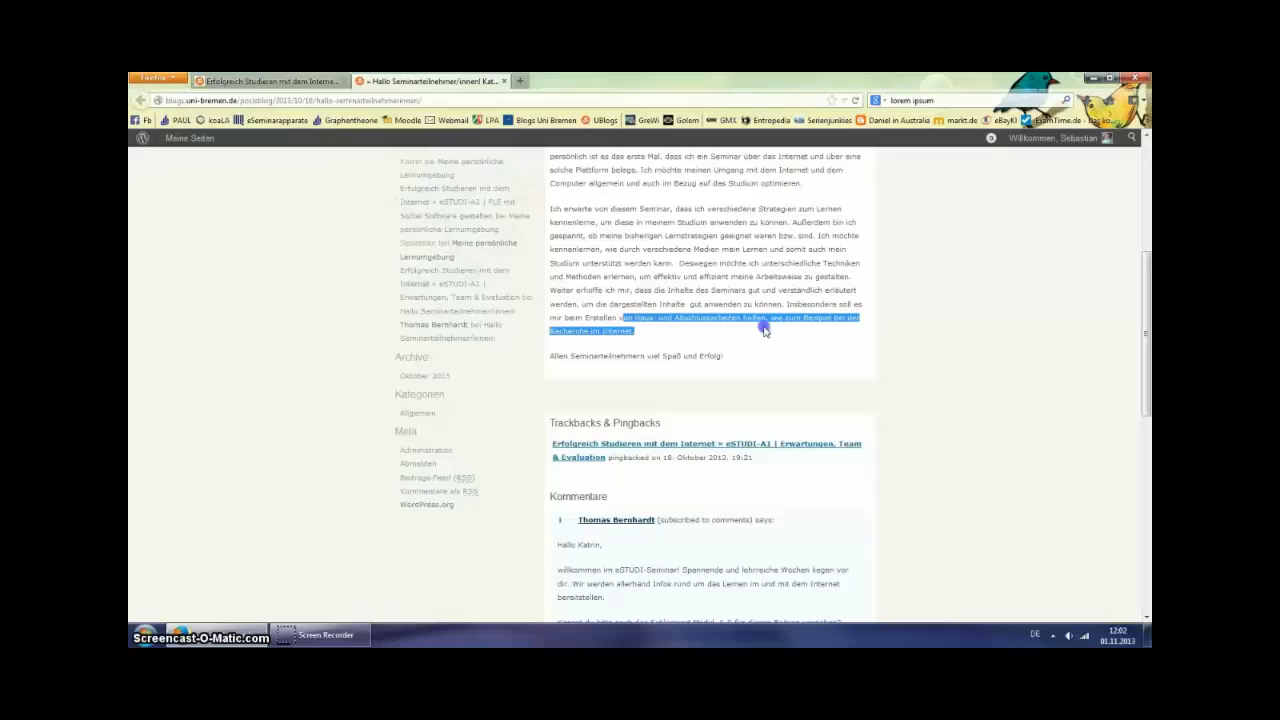 Firefox
Erfolgreich Studieren mit dem Interne...
» Hallo Seminarteilnehmer/innen! Kat...
blogs.uni-bremen.de/pocisblog/2013/10/16/hallo-seminarteilnehmerinnen/
lorem ipsum
Fb PAUL koaLA eSeminarapparate Graphentheorie Moodle Webmail LPA Blogs Uni Bremen UBlogs GreWi Golem GMX Entropedia Serienjunkies Daniel in Australia markt.de eBayKl ExamTime.de - Das ko...
Meine Seiten
0 Willkommen, Sebastian
Katrin bei Meine persönliche
Lernumgebung
Erfolgreich Studieren mit dem
Internet » eSTUDI-A2 | PLE mit
Social Software gestalten bei Meine
persönliche Lernumgebung
Sebastian bei Meine persönliche
Lernumgebung
Erfolgreich Studieren mit dem
Internet » eSTUDI-A1 |
Erwartungen, Team & Evaluation bei
Hallo Seminarteilnehmer/innen!
Thomas Bernhardt bei Hallo
Seminarteilnehmer/innen!
Archive
Oktober 2013
Kategorien
Allgemein
Meta
Administration
Abmelden
Beitrags-Feed (RSS)
Kommentare als RSS
WordPress.org
persönlich ist es das erste Mal, dass ich ein Seminar über das Internet und über eine
solche Plattform belege. Ich möchte meinen Umgang mit dem Internet und dem
Computer allgemein und auch im Bezug auf das Studium optimieren.
Ich erwarte von diesem Seminar, dass ich verschiedene Strategien zum Lernen
kennenlerne, um diese in meinem Studium anwenden zu können. Außerdem bin ich
gespannt, ob meine bisherigen Lernstrategien geeignet waren bzw. sind. Ich möchte
kennenlernen, wie durch verschiedene Medien mein Lernen und somit auch mein
Studium unterstützt werden kann. Deswegen möchte ich unterschiedliche Techniken
und Methoden erlernen, um effektiv und effizient meine Arbeitsweise zu gestalten.
Weiter erhoffe ich mir, dass die Inhalte des Seminars gut und verständlich erläutert
werden, um die dargestellten Inhalte gut anwenden zu können. Insbesondere soll es
mir beim Erstellen von Haus- und Abschlussarbeiten helfen, wie zum Beispiel bei der
Recherche im Internet.
Allen Seminarteilnehmern viel Spaß und Erfolg!
Trackbacks & Pingbacks
Erfolgreich Studieren mit dem Internet » eSTUDI-A1 | Erwartungen, Team
& Evaluation pingbacked on 18. Oktober 2013, 19:21
Kommentare
1 Thomas Bernhardt (subscribed to comments) says:
Hallo Katrin,
willkommen im eSTUDI-Seminar! Spannende und lehrreiche Wochen liegen vor
dir. Wir werden allerhand Infos rund um das Lernen im und mit dem Internet
bereitstellen.
Screencast-O-Matic.com
Screen Recorder
DE
12:02
01.11.2013